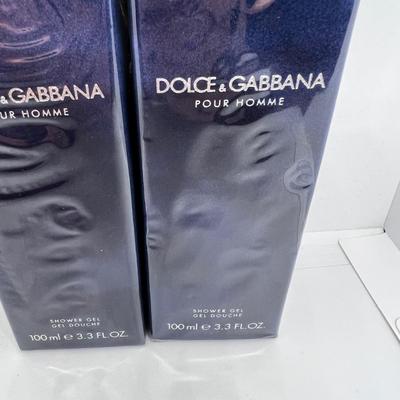 & GABBANA
UR HOMME
SHOWER GEL
GEL DOUCHE
100 ml ℮ 3.3 FL.OZ.
DOLCE & GABBANA
POUR HOMME
SHOWER GEL
GEL DOUCHE
100 ml ℮ 3.3 FL.OZ.